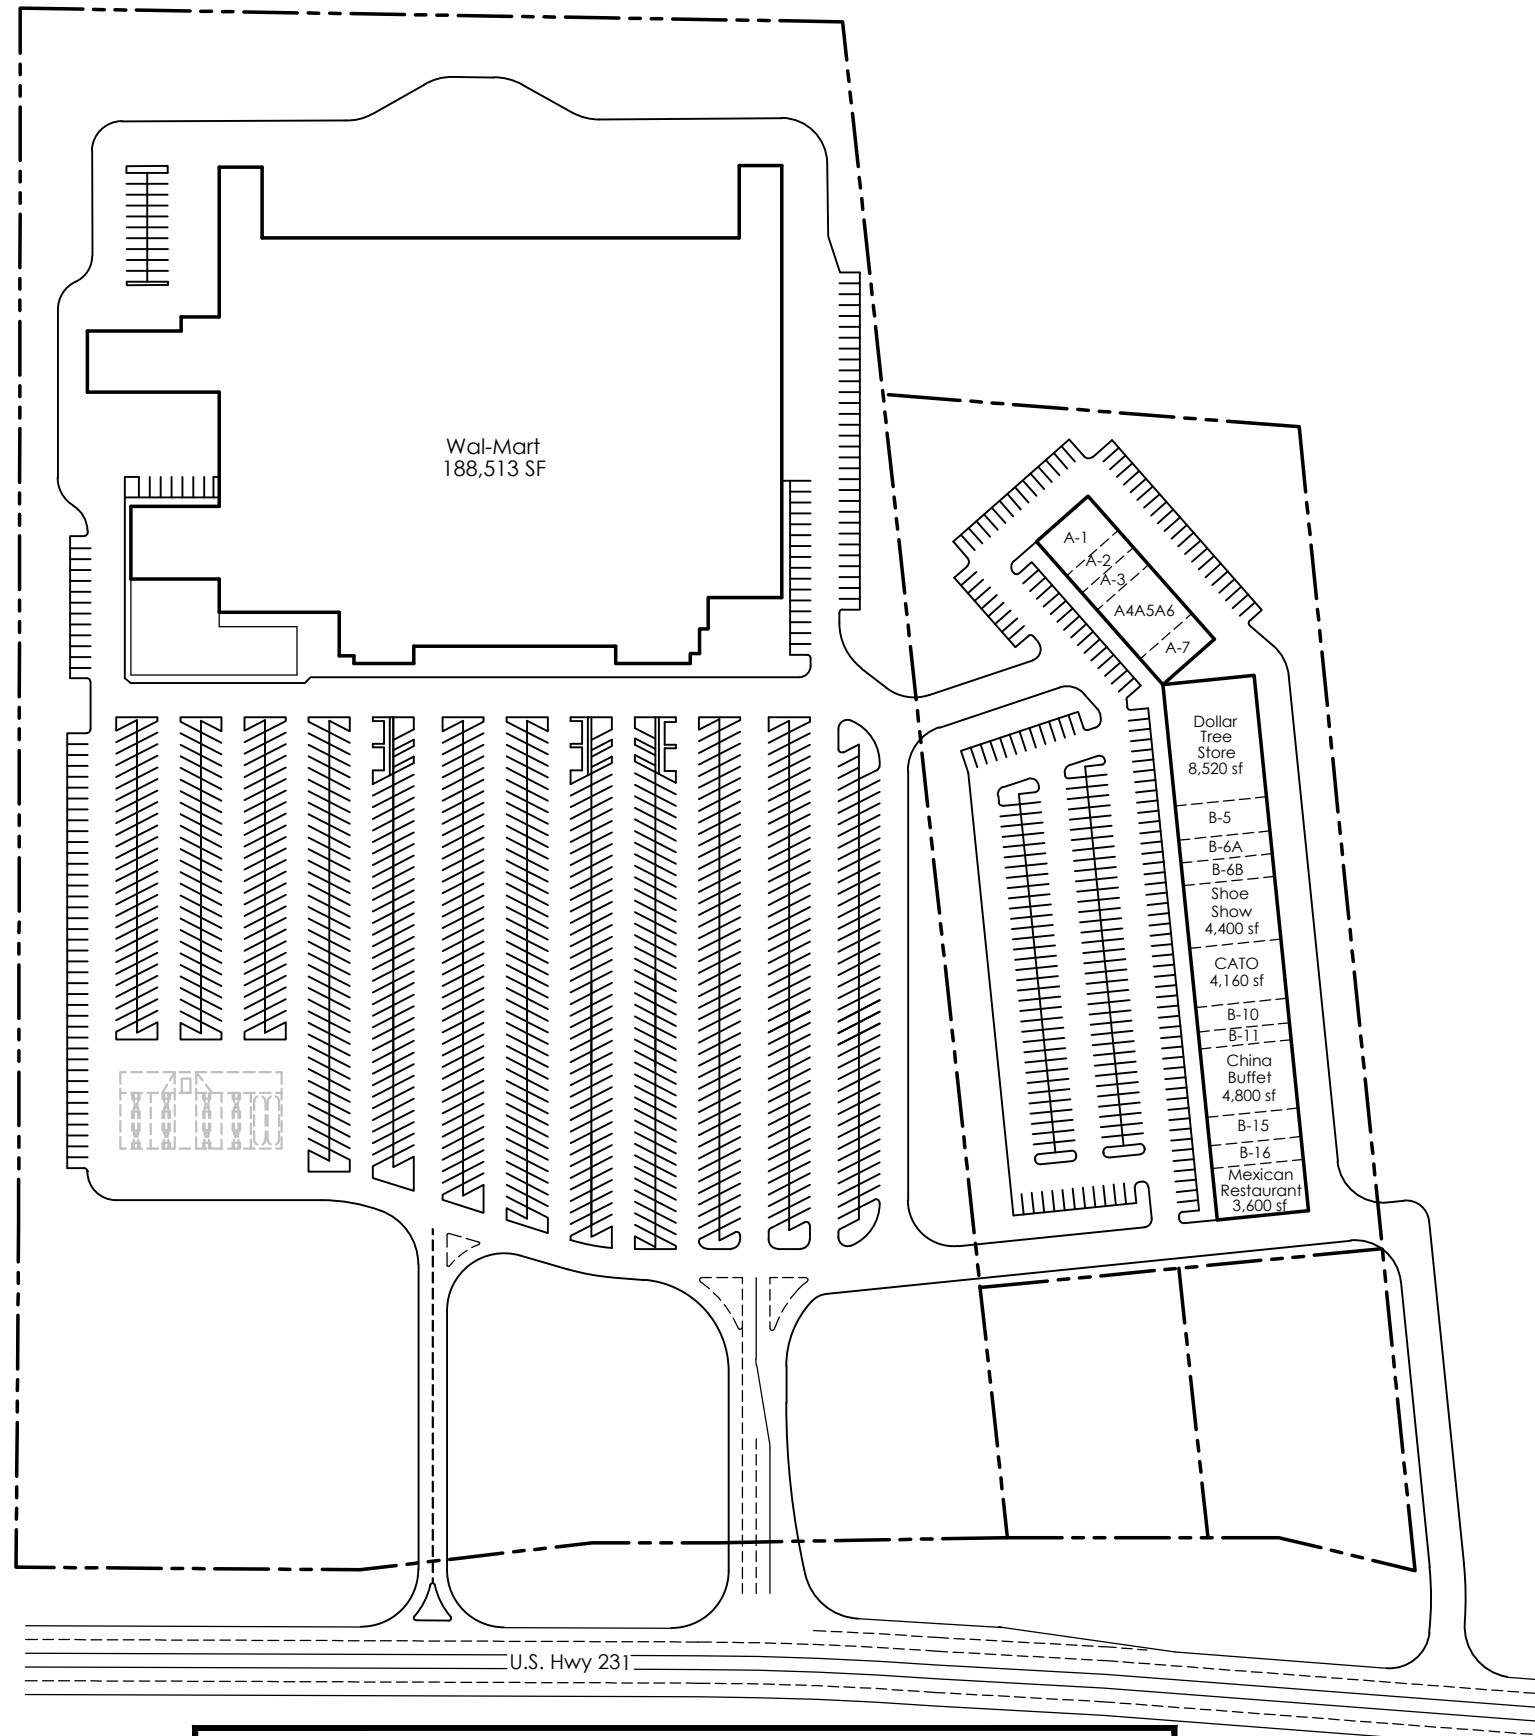 Wal-Mart
188,513 SF
A-1
A-2
A-3
A4A5A6
A-7
Dollar
Tree
Store
8,520 sf
B-5
B-6A
B-6B
Shoe
Show
4,400 sf
CATO
4,160 sf
B-10
B-11
China
Buffet
4,800 sf
B-15
B-16
Mexican
Restaurant
3,600 sf
U.S. Hwy 231